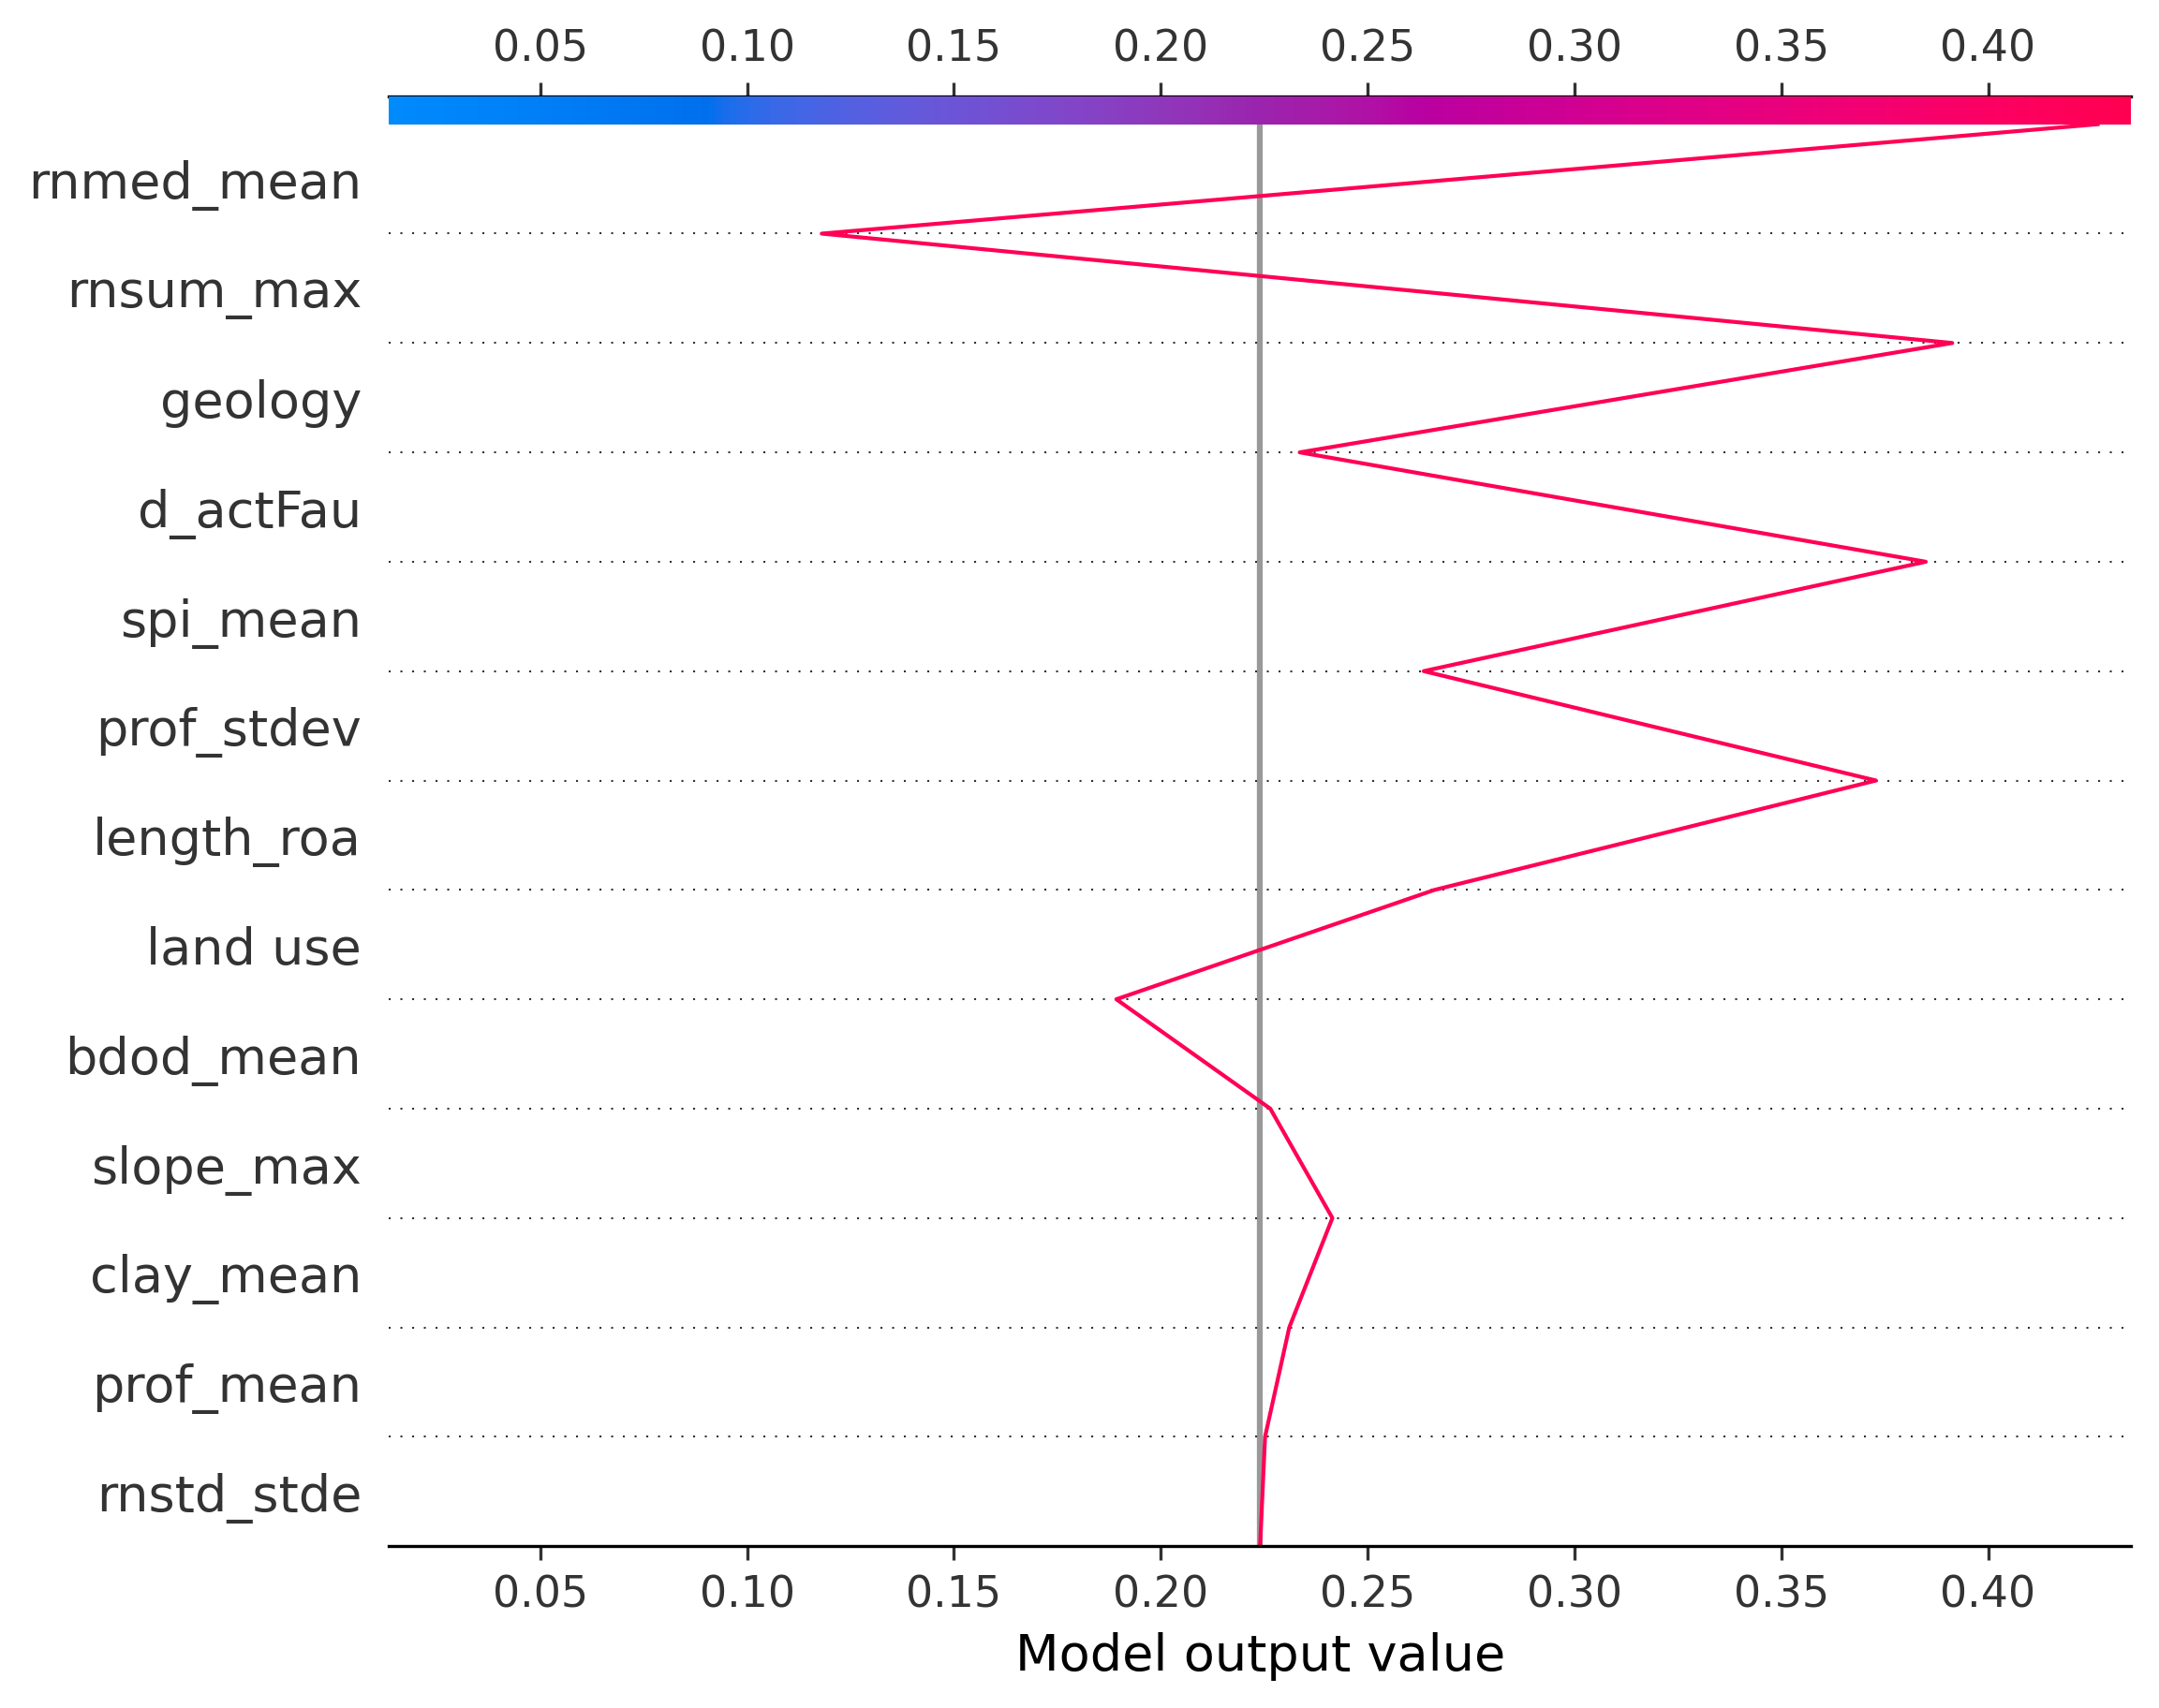 0.05 0.10 0.15 0.20 0.25 0.30 0.35 0.40
rnmed_mean
rnsum_max
geology
d_actFau
spi_mean
prof_stdev
length_roa
land use
bdod_mean
slope_max
clay_mean
prof_mean
rnstd_stde
0.05 0.10 0.15 0.20 0.25 0.30 0.35 0.40
Model output value